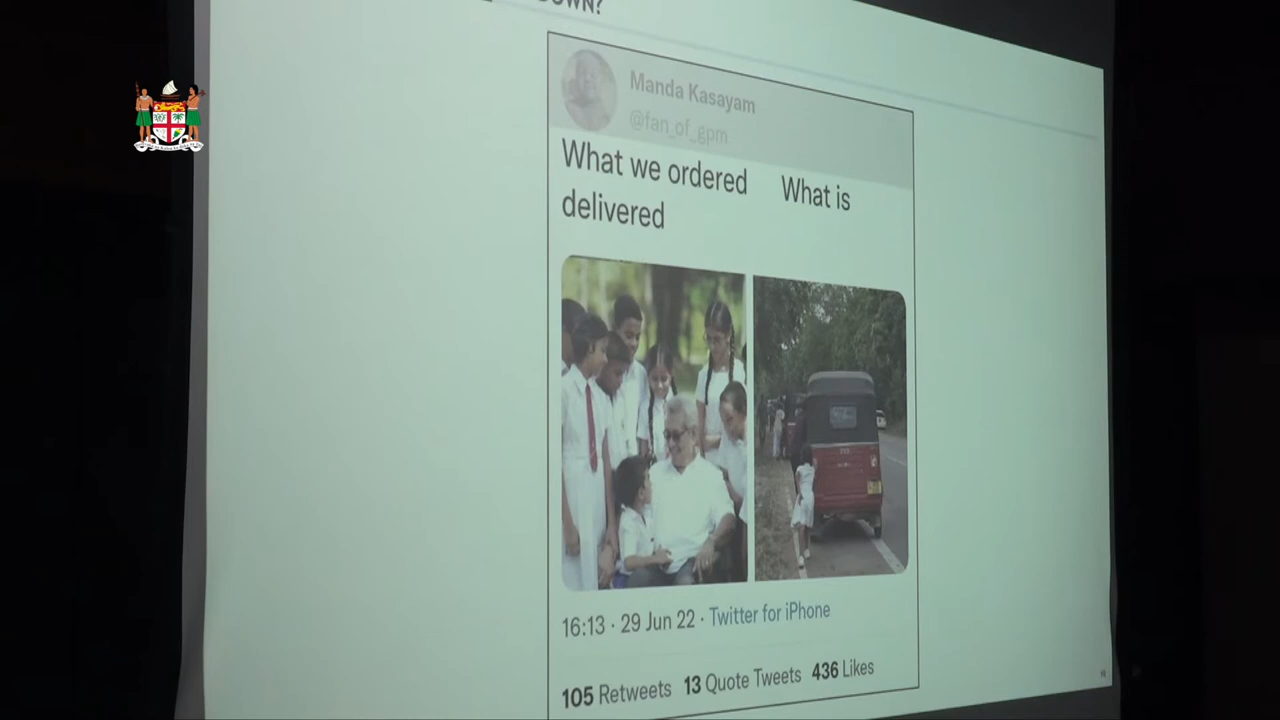 DOWN?
Manda Kasayam
@fan_of_gpm
What we ordered What is
delivered
16:13 · 29 Jun 22 · Twitter for iPhone
105 Retweets 13 Quote Tweets 436 Likes